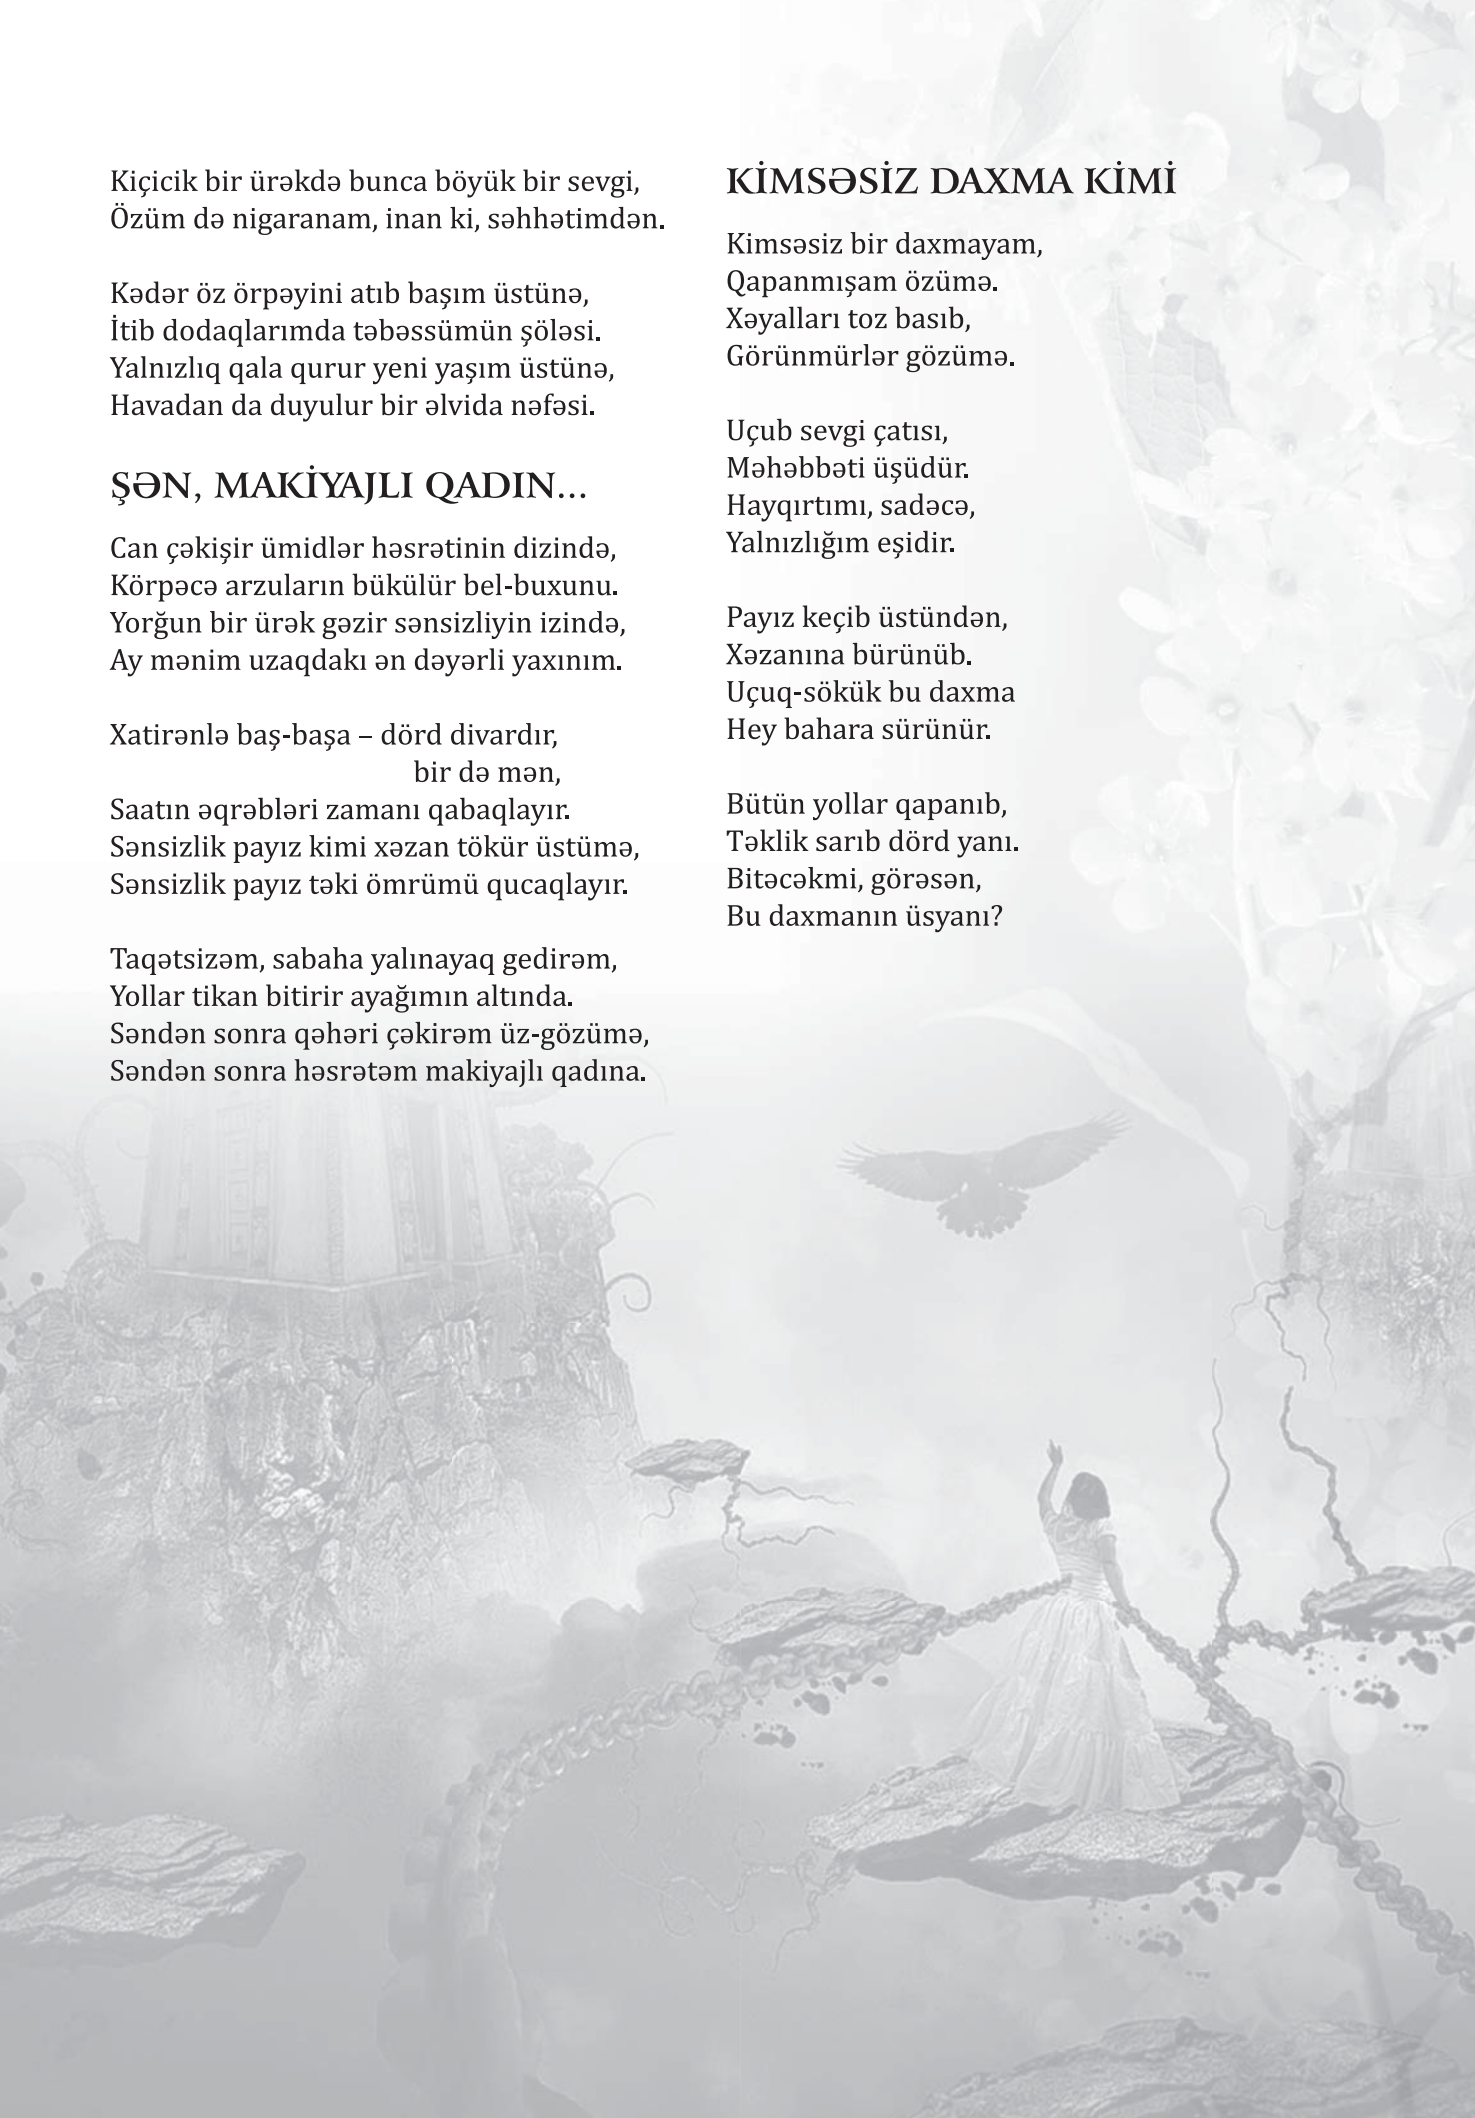 Kiçicik bir ürəkdə bunca böyük bir sevgi,
Özüm də nigaranam, inan ki, səhhətimdən.

Kədər öz örpəyini atıb başım üstünə,
İtib dodaqlarımda təbəssümün şöləsi.
Yalnızlıq qala qurur yeni yaşım üstünə,
Havadan da duyulur bir əlvida nəfəsi.

ŞƏN, MAKİYAJLI QADIN...

Can çəkişir ümidlər həsrətinin dizində,
Körpəcə arzuların bükülür bel-buxunu.
Yorğun bir ürək gəzir sənsizliyin izində,
Ay mənim uzaqdakı ən dəyərli yaxınım.

Xatirənlə baş-başa – dörd divardır,
bir də mən,
Saatın əqrəbləri zamanı qabaqlayır.
Sənsizlik payız kimi xəzan tökür üstümə,
Sənsizlik payız təki ömrümü qucaqlayır.

Taqətsizəm, sabaha yalınayaq gedirəm,
Yollar tikan bitirir ayağımın altında.
Səndən sonra qəhəri çəkirəm üz-gözümə,
Səndən sonra həsrətəm makiyajlı qadına.

KİMSƏSİZ DAXMA KİMİ

Kimsəsiz bir daxmayam,
Qapanmışam özümə.
Xəyalları toz basıb,
Görünmürlər gözümə.

Uçub sevgi çatısı,
Məhəbbəti üşüdür.
Hayqırtımı, sadəcə,
Yalnızlığım eşidir.

Payız keçib üstündən,
Xəzanına bürünüb.
Uçuq-sökük bu daxma
Hey bahara sürünür.

Bütün yollar qapanıb,
Təklik sarıb dörd yanı.
Bitəcəkmi, görəsən,
Bu daxmanın üsyanı?